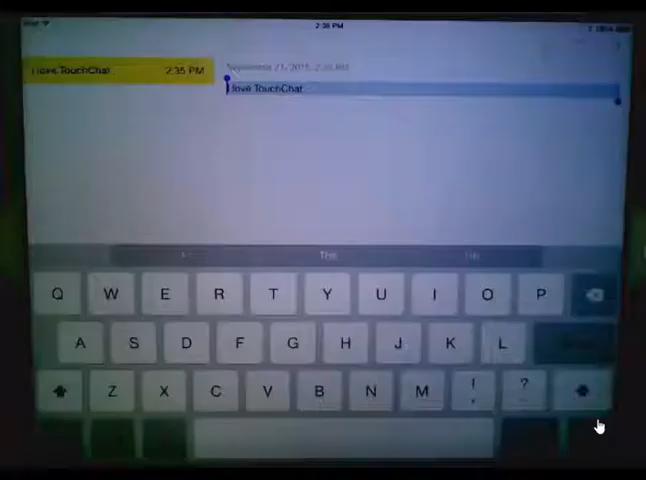 2:36 PM
I love TouchChat 2:35 PM
September 21, 2015, 2:35 PM
I love TouchChat
I The I'm
Q W E R T Y U I O P
A S D F G H J K L
Z X C V B N M ! , ? .